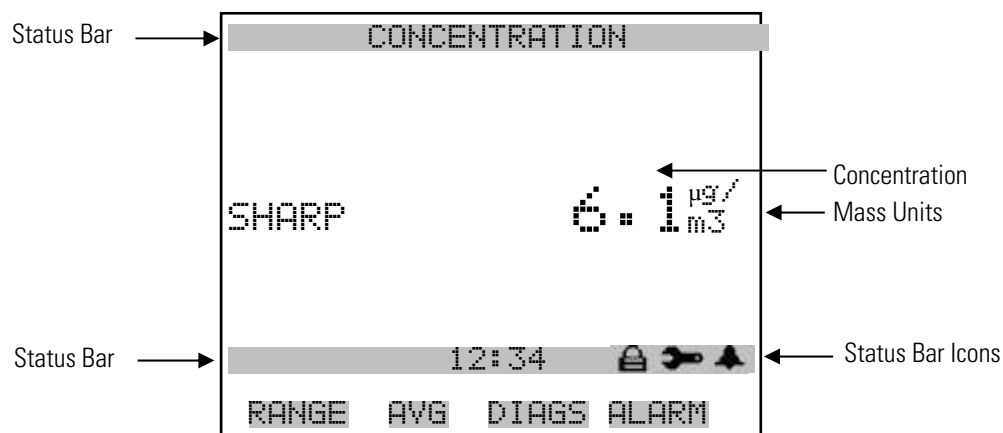 Status Bar
CONCENTRATION
Concentration
SHARP 6.1 µg/m3
Mass Units
Status Bar
12:34
Status Bar Icons
RANGE AVG DIAGS ALARM